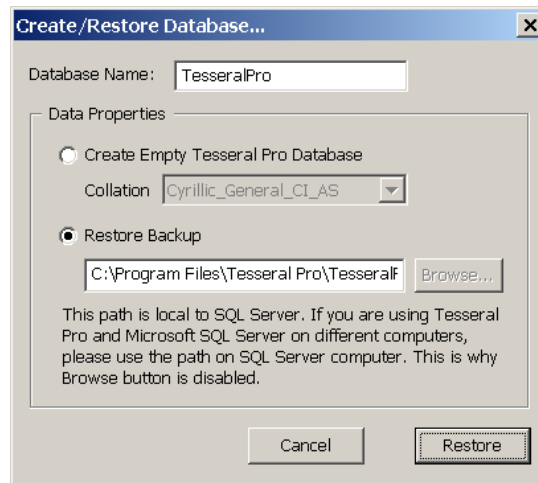 Create/Restore Database...
Database Name: TesseralPro
Data Properties
Create Empty Tesseral Pro Database
Collation Cyrillic_General_CI_AS
Restore Backup
C:\Program Files\Tesseral Pro\Tesseral Browse...
This path is local to SQL Server. If you are using Tesseral
Pro and Microsoft SQL Server on different computers,
please use the path on SQL Server computer. This is why
Browse button is disabled.
Cancel Restore